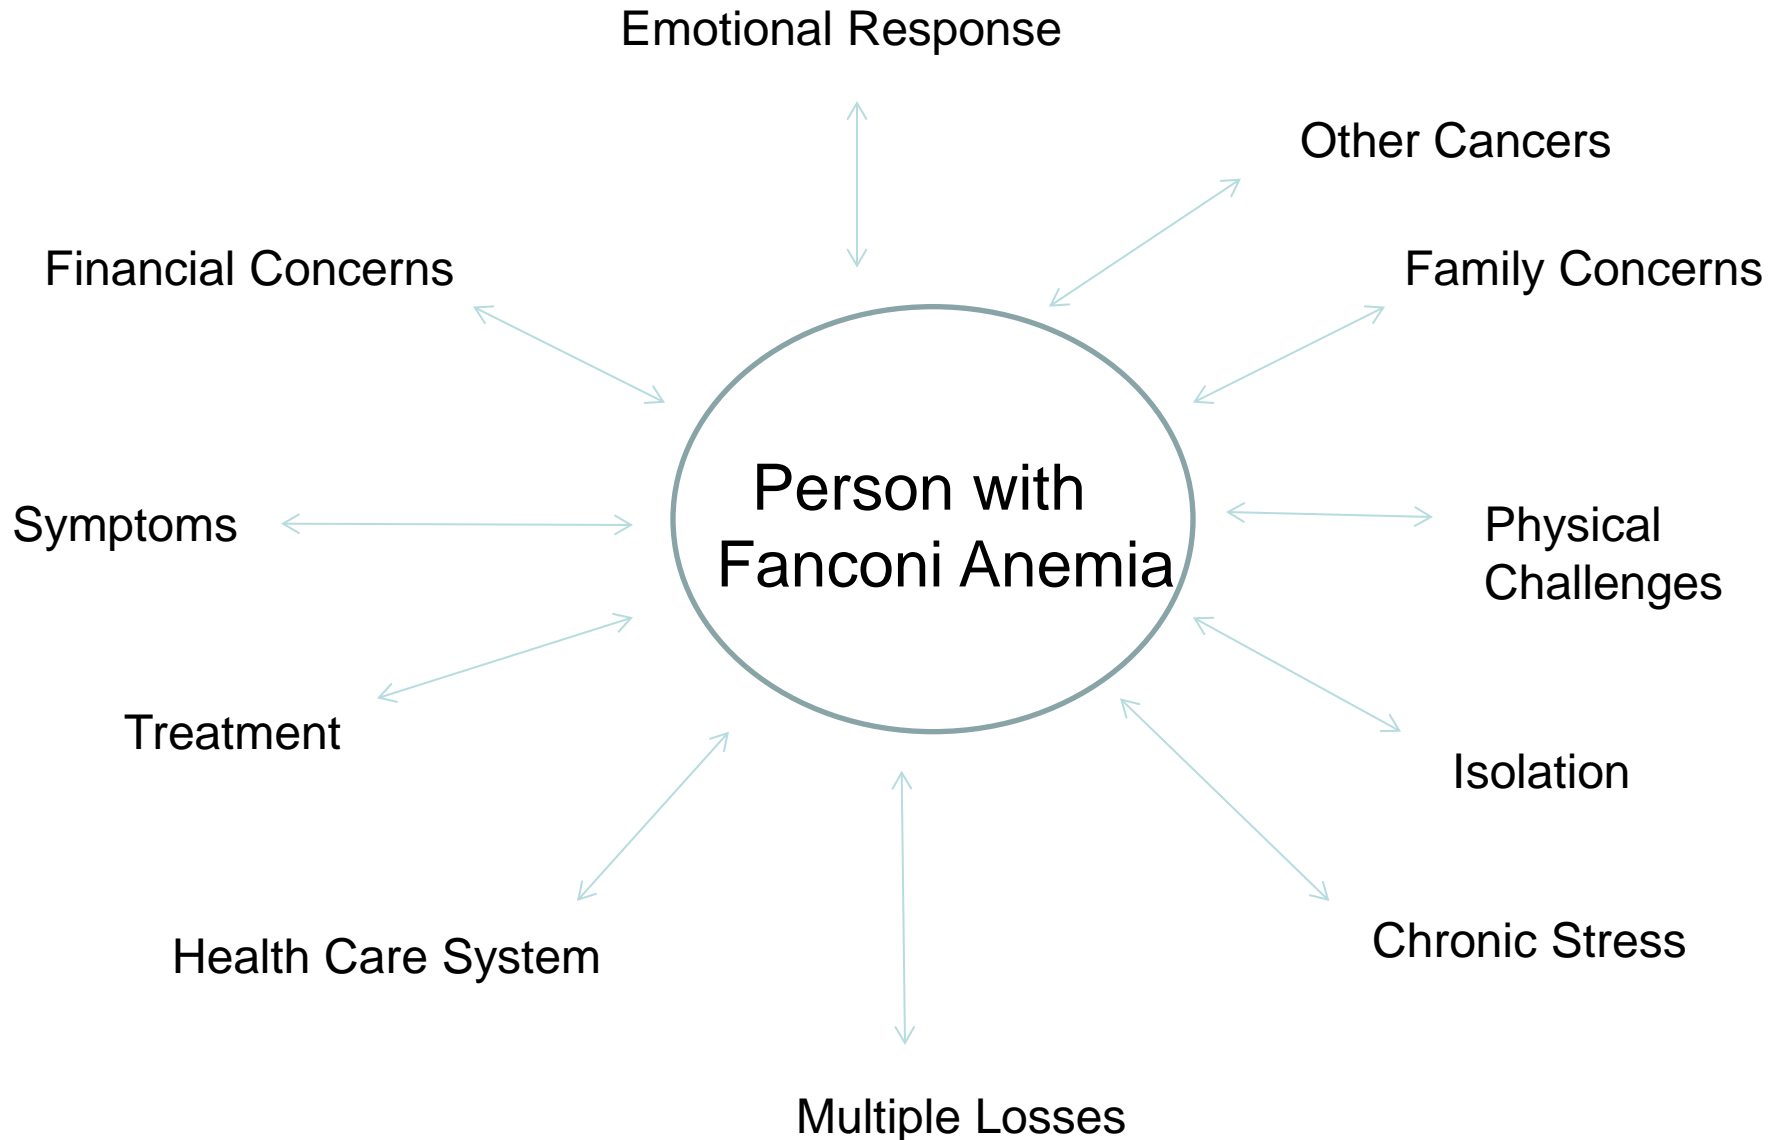 Emotional Response
Other Cancers
Financial Concerns
Family Concerns
Person with
Fanconi Anemia
Symptoms
Physical
Challenges
Treatment
Isolation
Health Care System
Chronic Stress
Multiple Losses